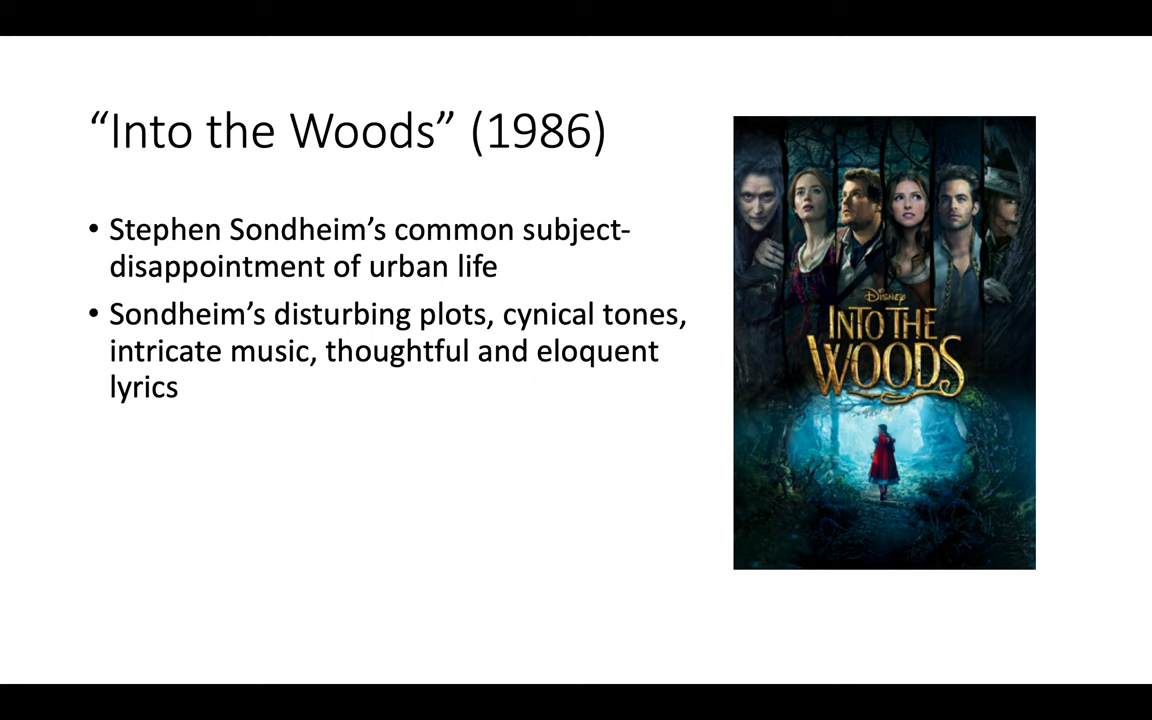 “Into the Woods” (1986)
• Stephen Sondheim’s common subject-
disappointment of urban life
• Sondheim’s disturbing plots, cynical tones,
intricate music, thoughtful and eloquent
lyrics
DISNEY
INTO THE
WOODS